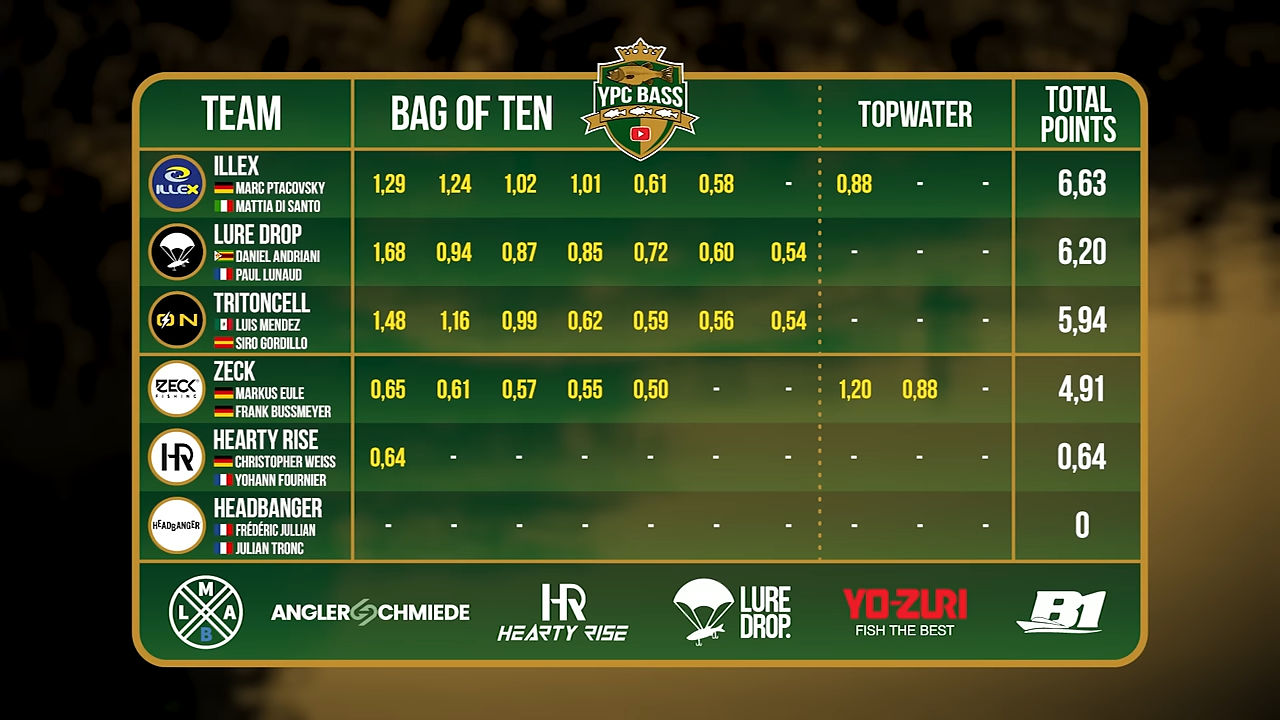 YPC BASS
TEAM BAG OF TEN TOPWATER TOTAL POINTS
ILLEX
ILLEX
MARC PTACOVSKY
MATTIA DI SANTO
1,29 1,24 1,02 1,01 0,61 0,58 - 0,88 - - 6,63
LURE DROP
DANIEL ANDRIANI
PAUL LUNAUD
1,68 0,94 0,87 0,85 0,72 0,60 0,54 - - - 6,20
ON
TRITONCELL
LUIS MENDEZ
SIRO GORDILLO
1,48 1,16 0,99 0,62 0,59 0,56 0,54 - - - 5,94
ZECK
FISHING
ZECK
MARKUS EULE
FRANK BUSSMEYER
0,65 0,61 0,57 0,55 0,50 - - 1,20 0,88 - 4,91
HR
HEARTY RISE
CHRISTOPHER WEISS
YOHANN FOURNIER
0,64 - - - - - - - - - 0,64
HEADBANGER
HEADBANGER
FRÉDÉRIC JULLIAN
JULIAN TRONC
- - - - - - - - - - 0
L M A B
ANGLERSCHMIEDE
HR
HEARTY RISE
LURE
DROP.
YO-ZURI
FISH THE BEST
B1